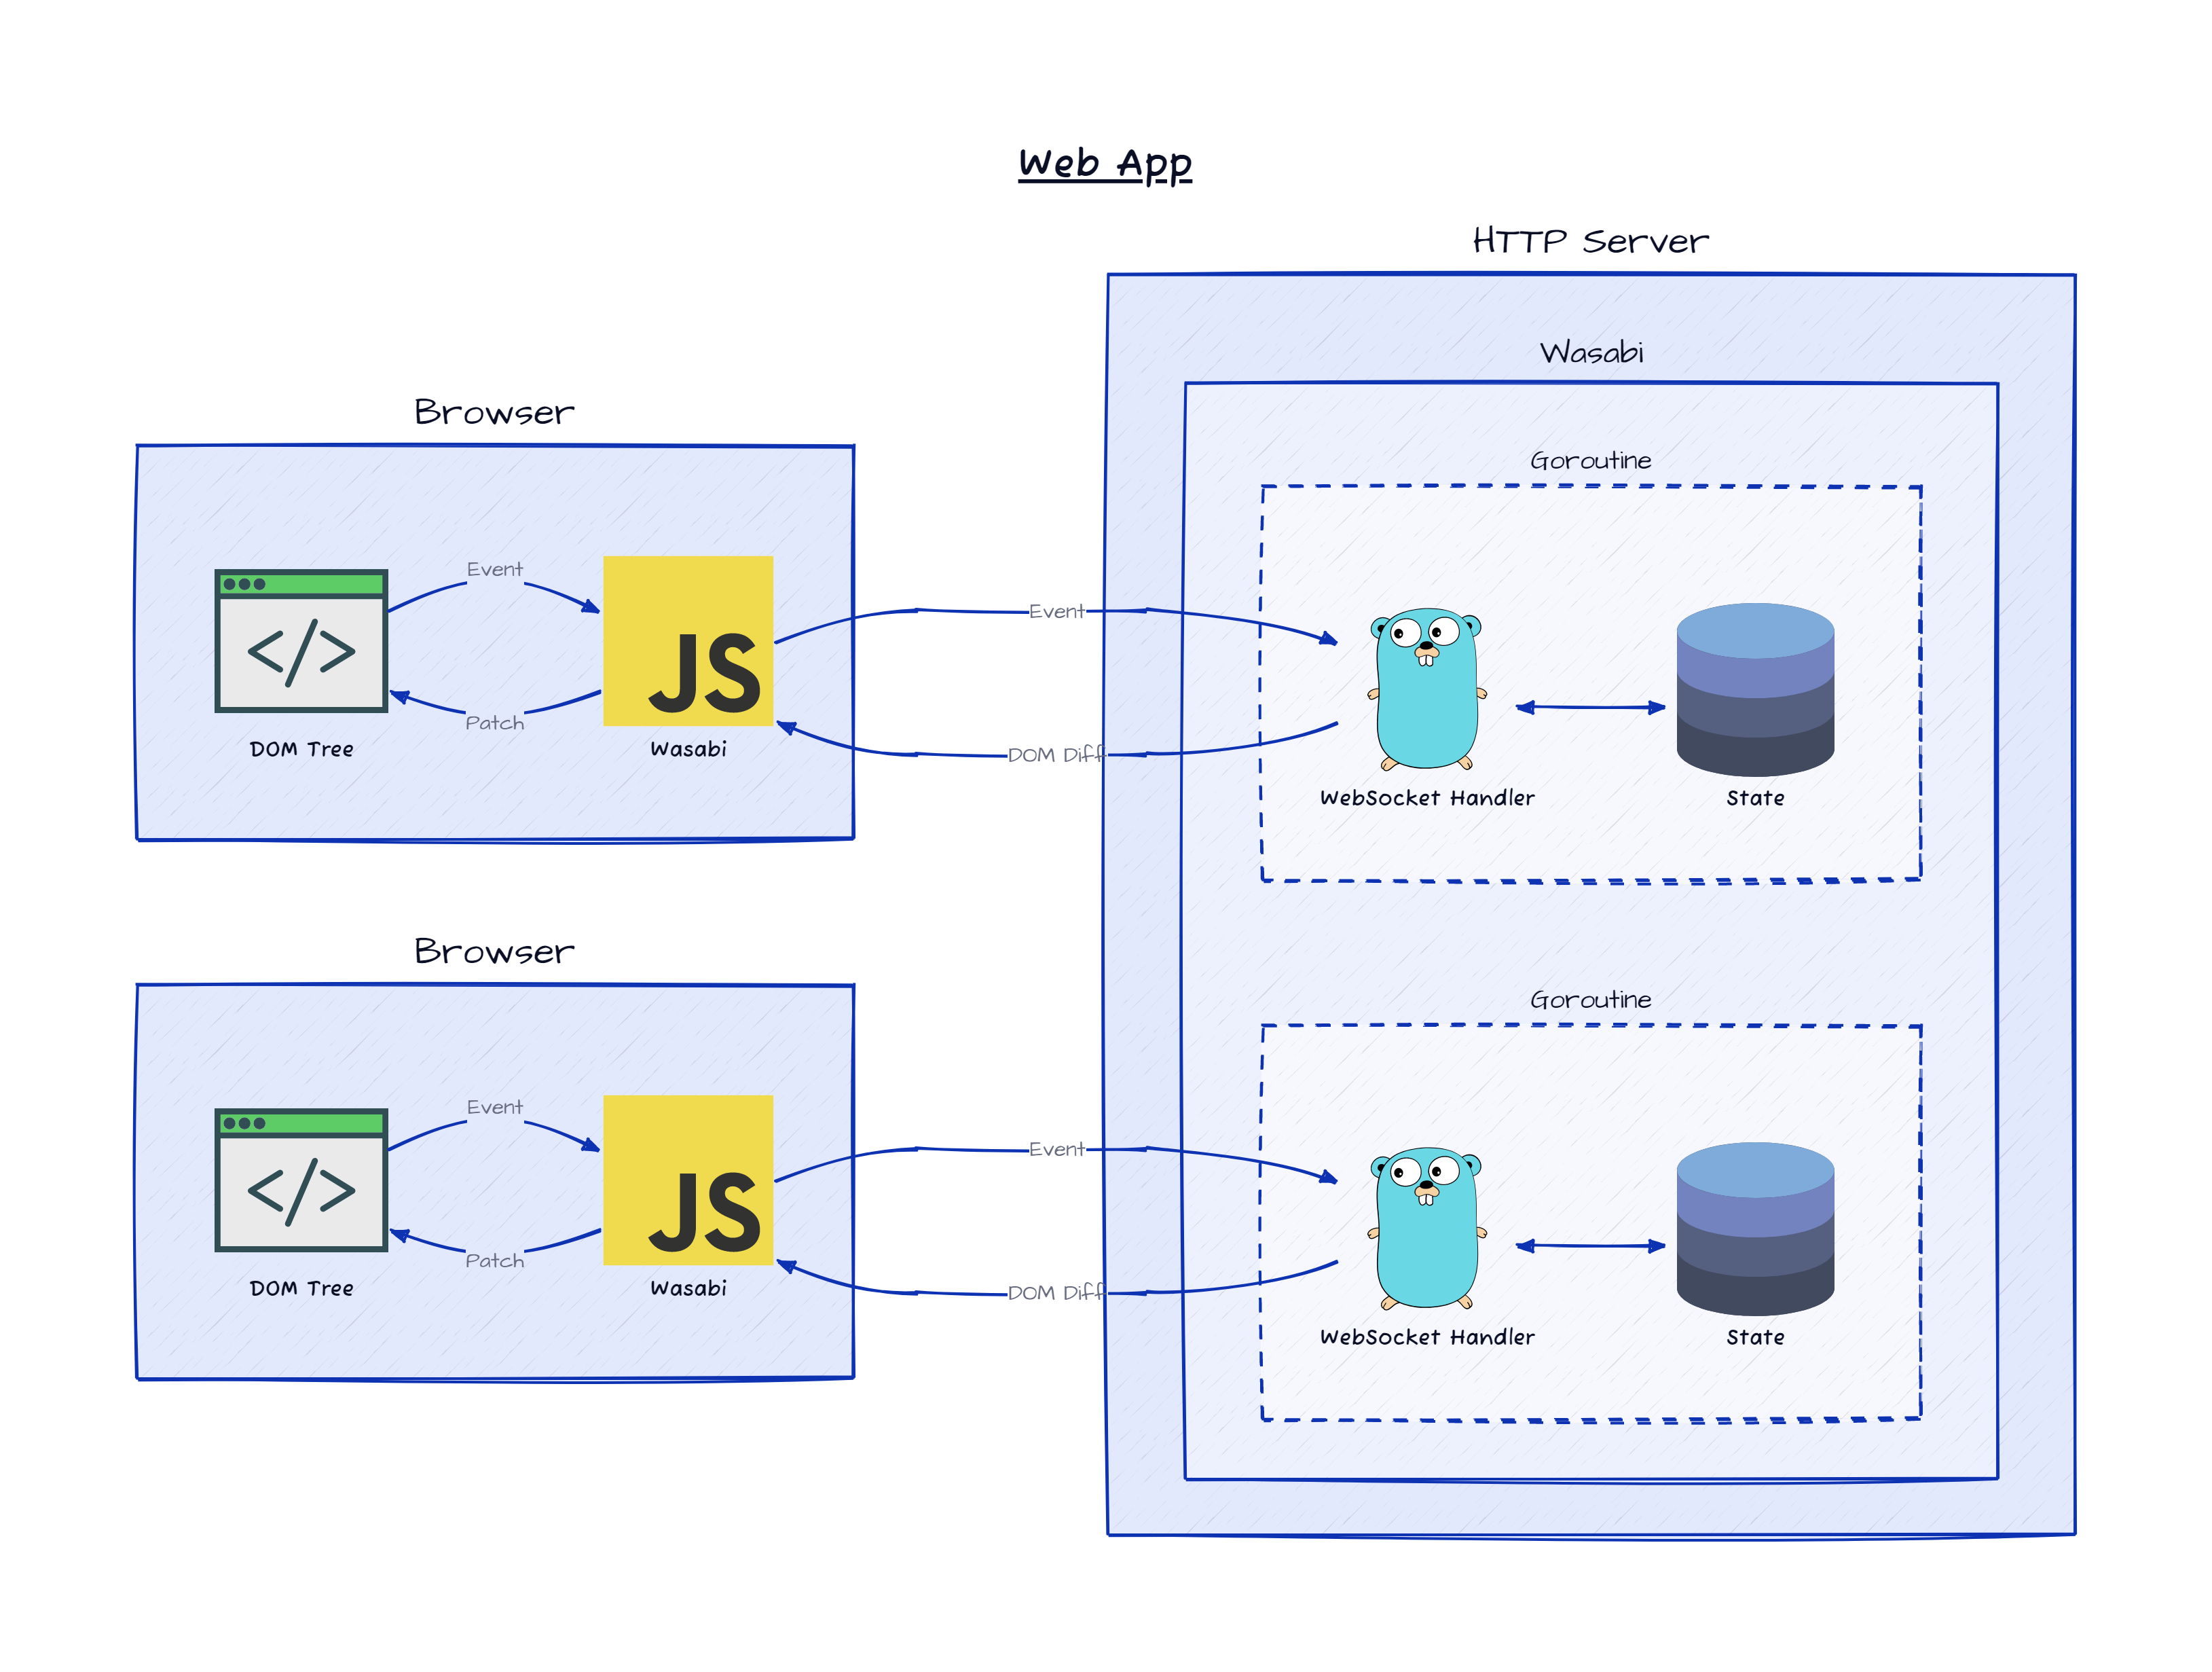 Web App
HTTP Server
Wasabi
Browser
Goroutine
Event
JS
Patch
DOM Tree
Wasabi
Event
DOM Diff
WebSocket Handler
State
Browser
Goroutine
Event
JS
Patch
DOM Tree
Wasabi
Event
DOM Diff
WebSocket Handler
State